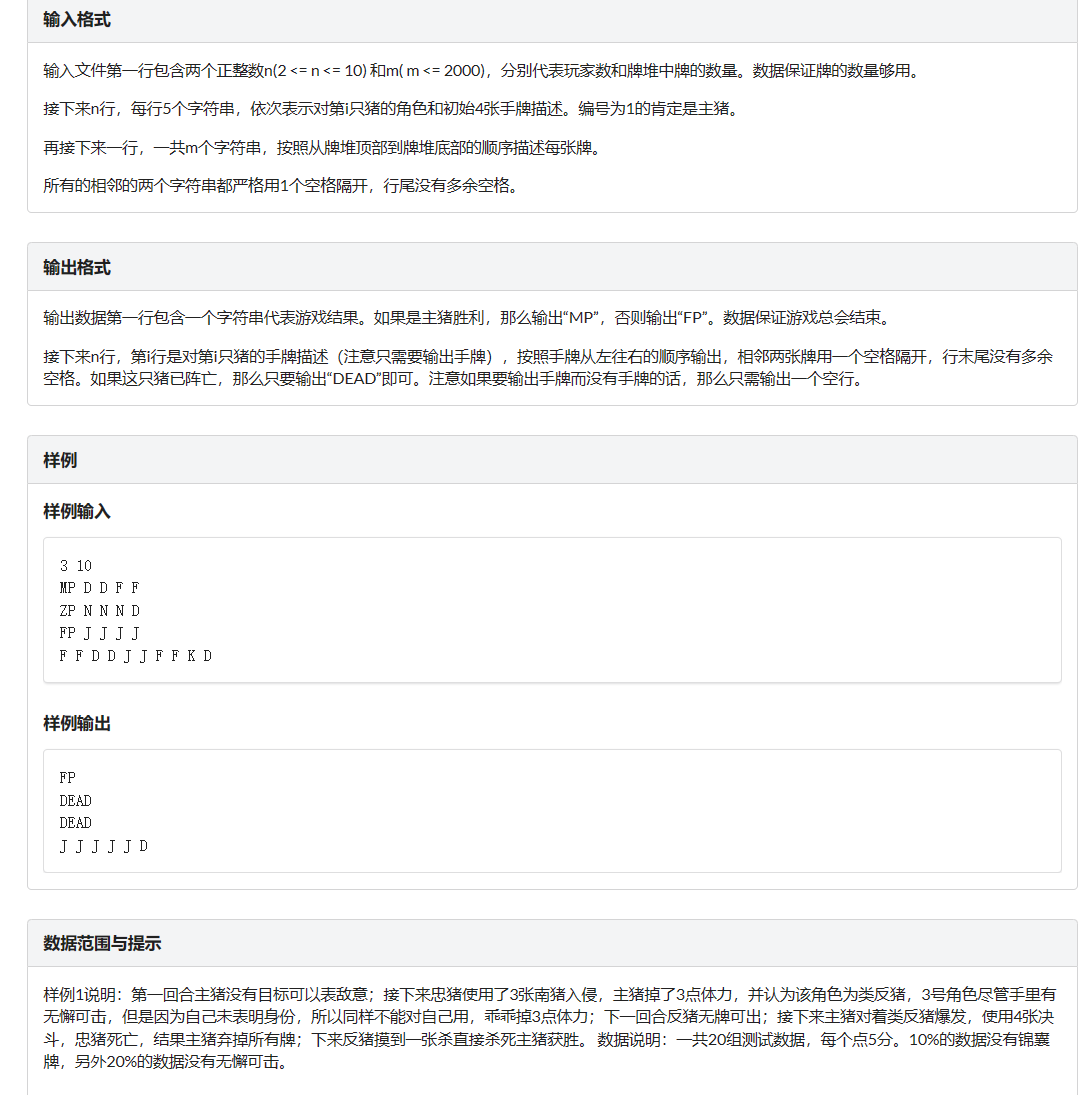 输入格式
输入文件第一行包含两个正整数n(2 <= n <= 10) 和m( m <= 2000)，分别代表玩家数和牌堆中牌的数量。数据保证牌的数量够用。
接下来n行，每行5个字符串，依次表示对第i只猪的角色和初始4张手牌描述。编号为1的肯定是主猪。
再接下来一行，一共m个字符串，按照从牌堆顶部到牌堆底部的顺序描述每张牌。
所有的相邻的两个字符串都严格用1个空格隔开，行尾没有多余空格。
输出格式
输出数据第一行包含一个字符串代表游戏结果。如果是主猪胜利，那么输出“MP”，否则输出“FP”。数据保证游戏总会结束。
接下来n行，第i行是对第i只猪的手牌描述（注意只需要输出手牌），按照手牌从左往右的顺序输出，相邻两张牌用一个空格隔开，行末尾没有多余
空格。如果这只猪已阵亡，那么只要输出“DEAD”即可。注意如果要输出手牌而没有手牌的话，那么只需输出一个空行。
样例
样例输入
3 10
MP D D F F
ZP N N N D
FP J J J J
F F D D J J F F K D
样例输出
FP
DEAD
DEAD
J J J J J D
数据范围与提示
样例1说明：第一回合主猪没有目标可以表敌意；接下来忠猪使用了3张南猪入侵，主猪掉了3点体力，并认为该角色为类反猪，3号角色尽管手里有
无懈可击，但是因为自己未表明身份，所以同样不能对自己用，乖乖掉3点体力；下一回合反猪无牌可出；接下来主猪对着类反猪爆发，使用4张决
斗，忠猪死亡，结果主猪弃掉所有牌；下来反猪摸到一张杀直接杀死主猪获胜。 数据说明：一共20组测试数据，每个点5分。10%的数据没有锦囊
牌，另外20%的数据没有无懈可击。